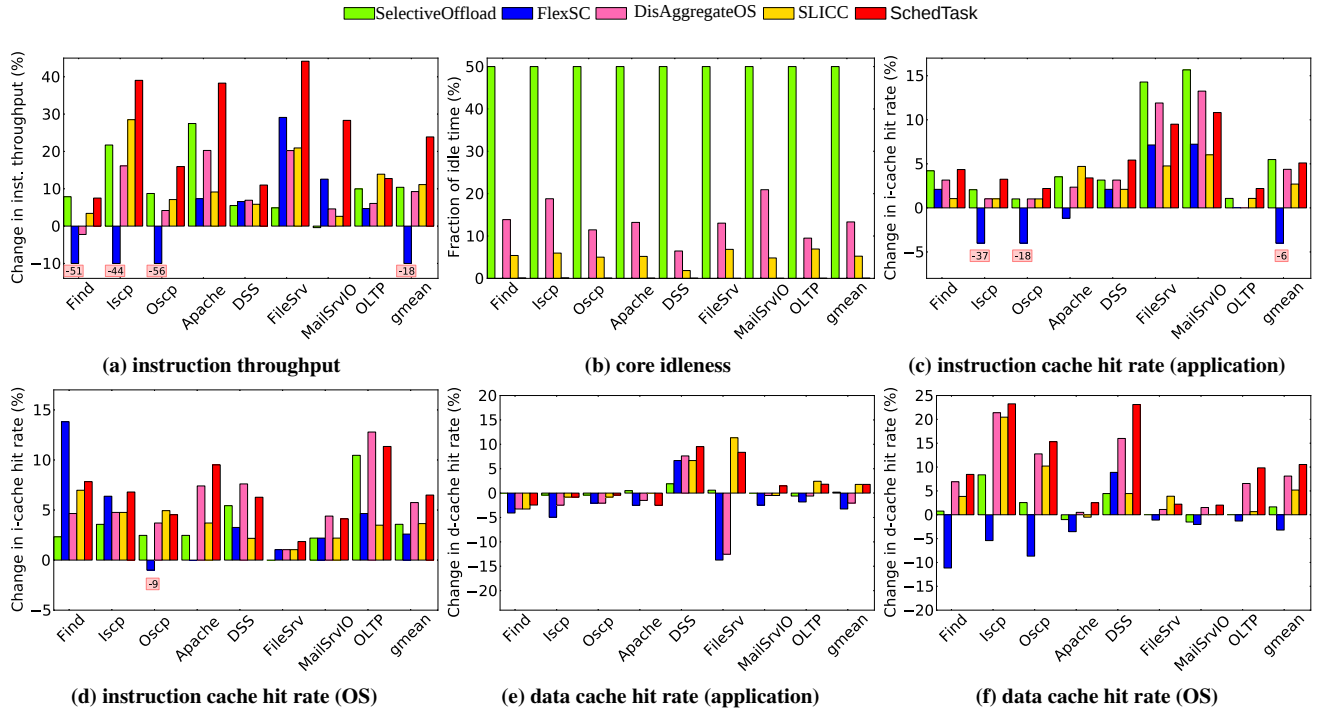 SelectiveOffload FlexSC DisAggregateOS SLICC SchedTask
Change in inst. throughput (%)
40
30
20
10
0
−10
-51 -44 -56 -18
Find Iscp Oscp Apache DSS FileSrv MailSrvIO OLTP gmean
(a) instruction throughput
Fraction of idle time (%)
50
40
30
20
10
0
Find Iscp Oscp Apache DSS FileSrv MailSrvIO OLTP gmean
(b) core idleness
Change in i-cache hit rate (%)
15
10
5
0
−5
-37 -18 -6
Find Iscp Oscp Apache DSS FileSrv MailSrvIO OLTP gmean
(c) instruction cache hit rate (application)
Change in i-cache hit rate (%)
15
10
5
0
−5
-9
Find Iscp Oscp Apache DSS FileSrv MailSrvIO OLTP gmean
(d) instruction cache hit rate (OS)
Change in d-cache hit rate (%)
20
15
10
5
0
−5
−10
−15
−20
Find Iscp Oscp Apache DSS FileSrv MailSrvIO OLTP gmean
(e) data cache hit rate (application)
Change in d-cache hit rate (%)
25
20
15
10
5
0
−5
−10
−15
−20
Find Iscp Oscp Apache DSS FileSrv MailSrvIO OLTP gmean
(f) data cache hit rate (OS)